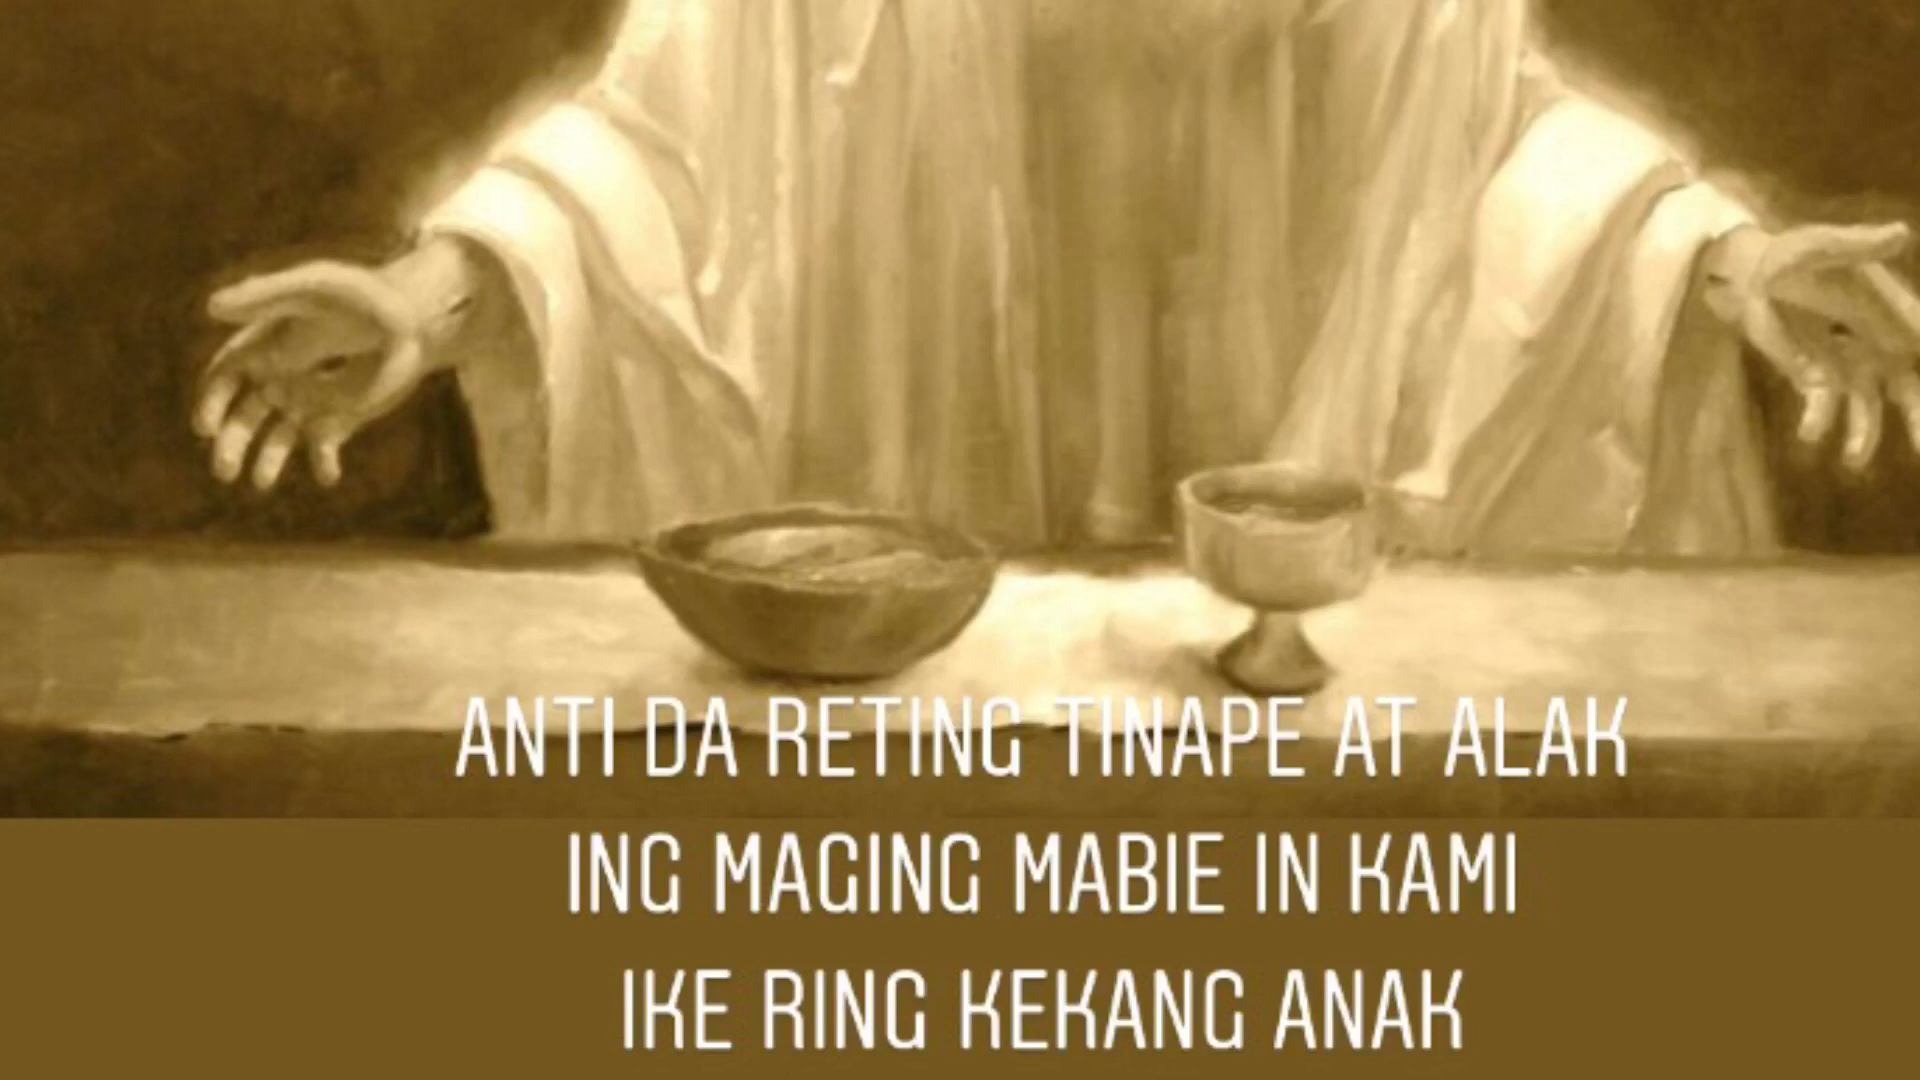 ANTI DA RETING TINAPE AT ALAK
ING MAGING MABIE IN KAMI
IKE RING KEKANG ANAK